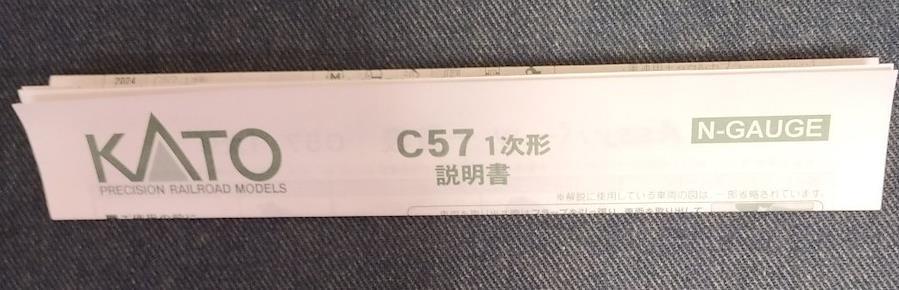 2024
KATO
PRECISION RAILROAD MODELS
C57 1次形
説明書
N-GAUGE
※解説に使用している車両の図は、一部省略されています。